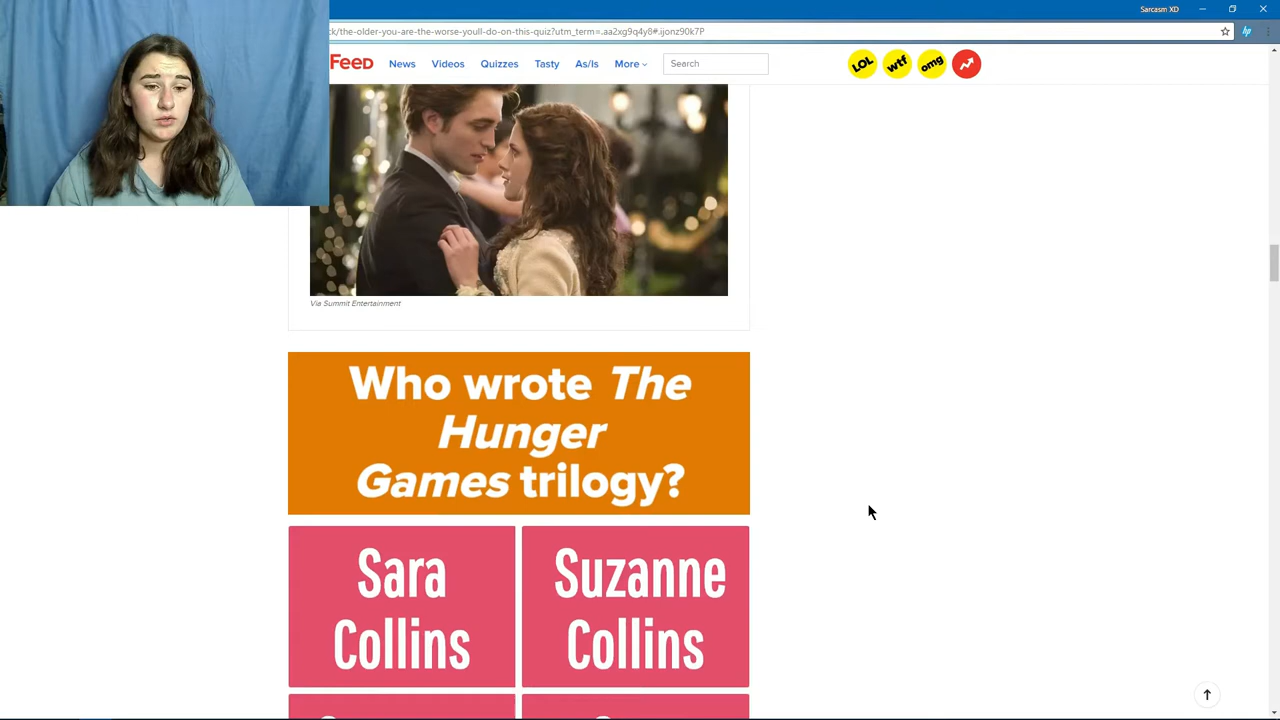 Sarcasm XD
ck/the-older-you-are-the-worse-youll-do-on-this-quiz?utm_term=.aa2xg9q4y8#.ijonz90k7P
Feed News Videos Quizzes Tasty As/Is More Search LOL wtf omg
Via Summit Entertainment
Who wrote The
Hunger
Games trilogy?
Sara
Collins
Suzanne
Collins